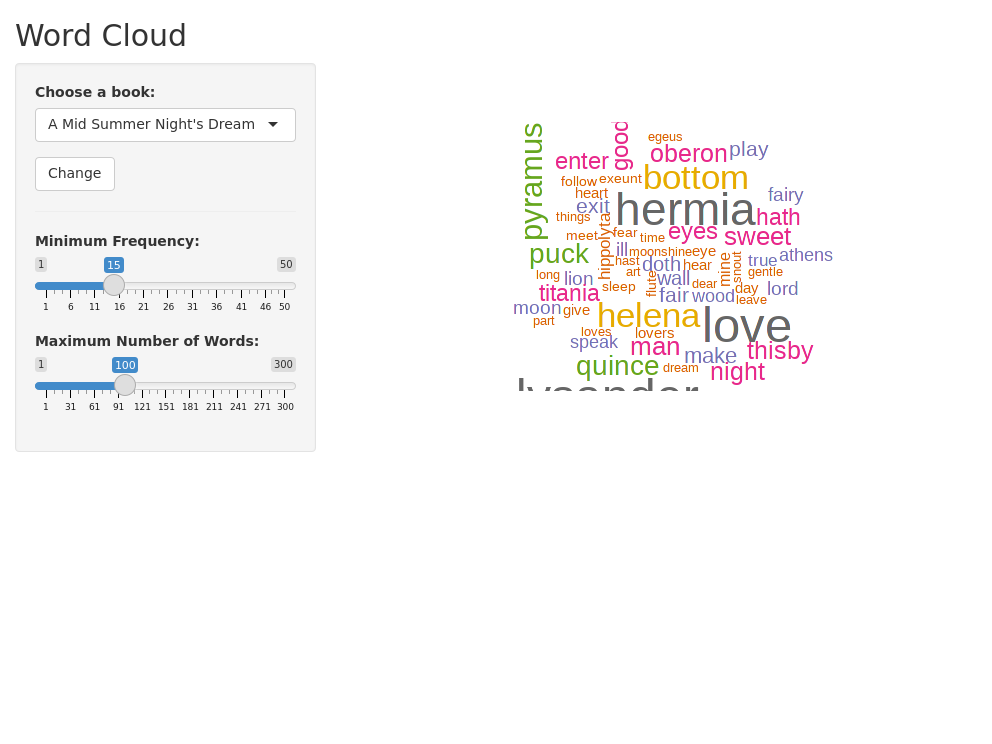 Word Cloud
Choose a book:
A Mid Summer Night's Dream
Change
Minimum Frequency:
1 15 50
1 6 11 16 21 26 31 36 41 46 50
Maximum Number of Words:
1 100 300
1 31 61 91 121 151 181 211 241 271 300
pyramus
good
egeus
enter
oberon
play
follow
exeunt
bottom
heart
fairy
exit
hermia
things
hath
meet
fear
time
eyes
sweet
hippolyta
puck
ill
moonshine
eye
true
athens
hast
doth
hear
mine
snout
long
lion
art
wall
gentle
flute
sleep
dear
day
lord
titania
fair
wood
leave
moon
give
helena
love
part
loves
lovers
speak
man
make
thisby
quince
dream
night
lysander